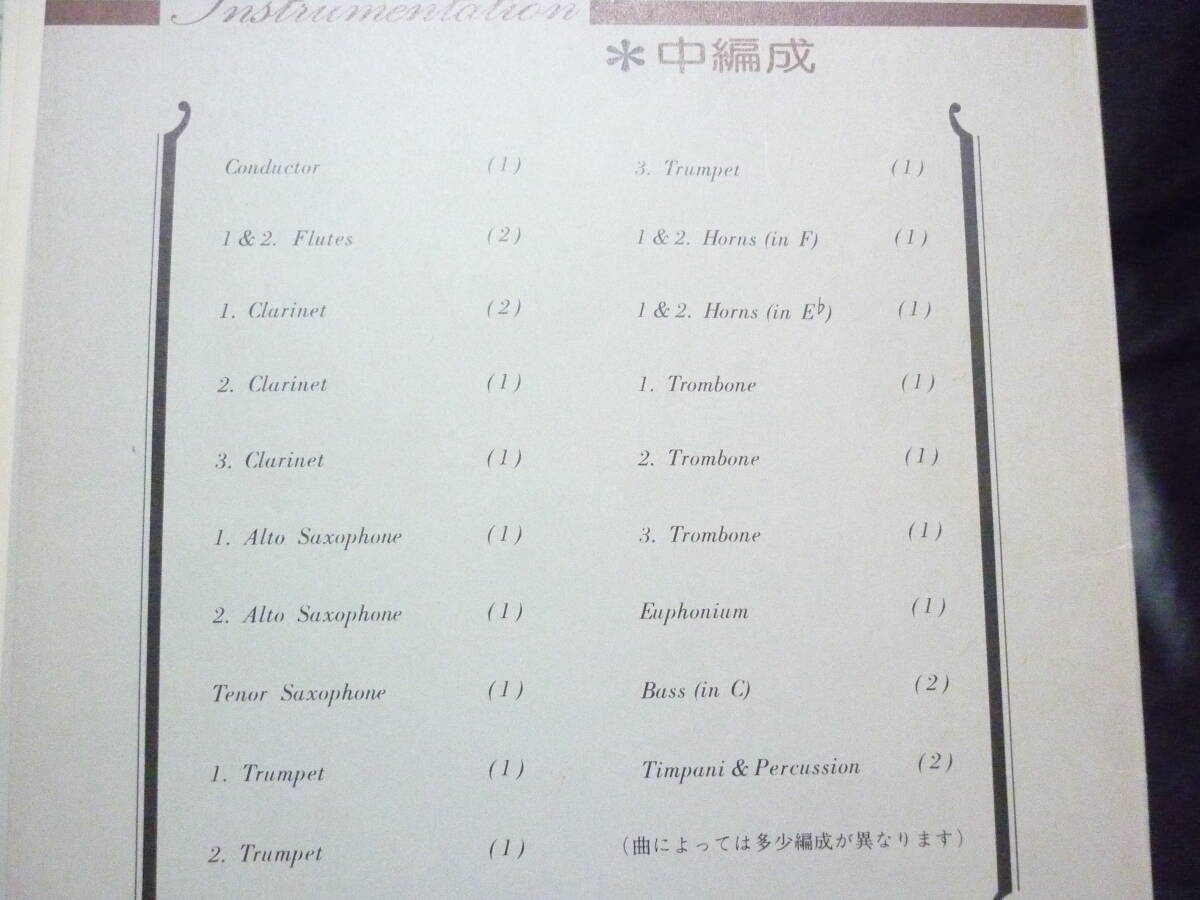 Instrumentation
＊中編成
Conductor (1)
1 & 2. Flutes (2)
1. Clarinet (2)
2. Clarinet (1)
3. Clarinet (1)
1. Alto Saxophone (1)
2. Alto Saxophone (1)
Tenor Saxophone (1)
1. Trumpet (1)
2. Trumpet (1)
3. Trumpet (1)
1 & 2. Horns (in F) (1)
1 & 2. Horns (in E♭) (1)
1. Trombone (1)
2. Trombone (1)
3. Trombone (1)
Euphonium (1)
Bass (in C) (2)
Timpani & Percussion (2)
(曲によっては多少編成が異なります)